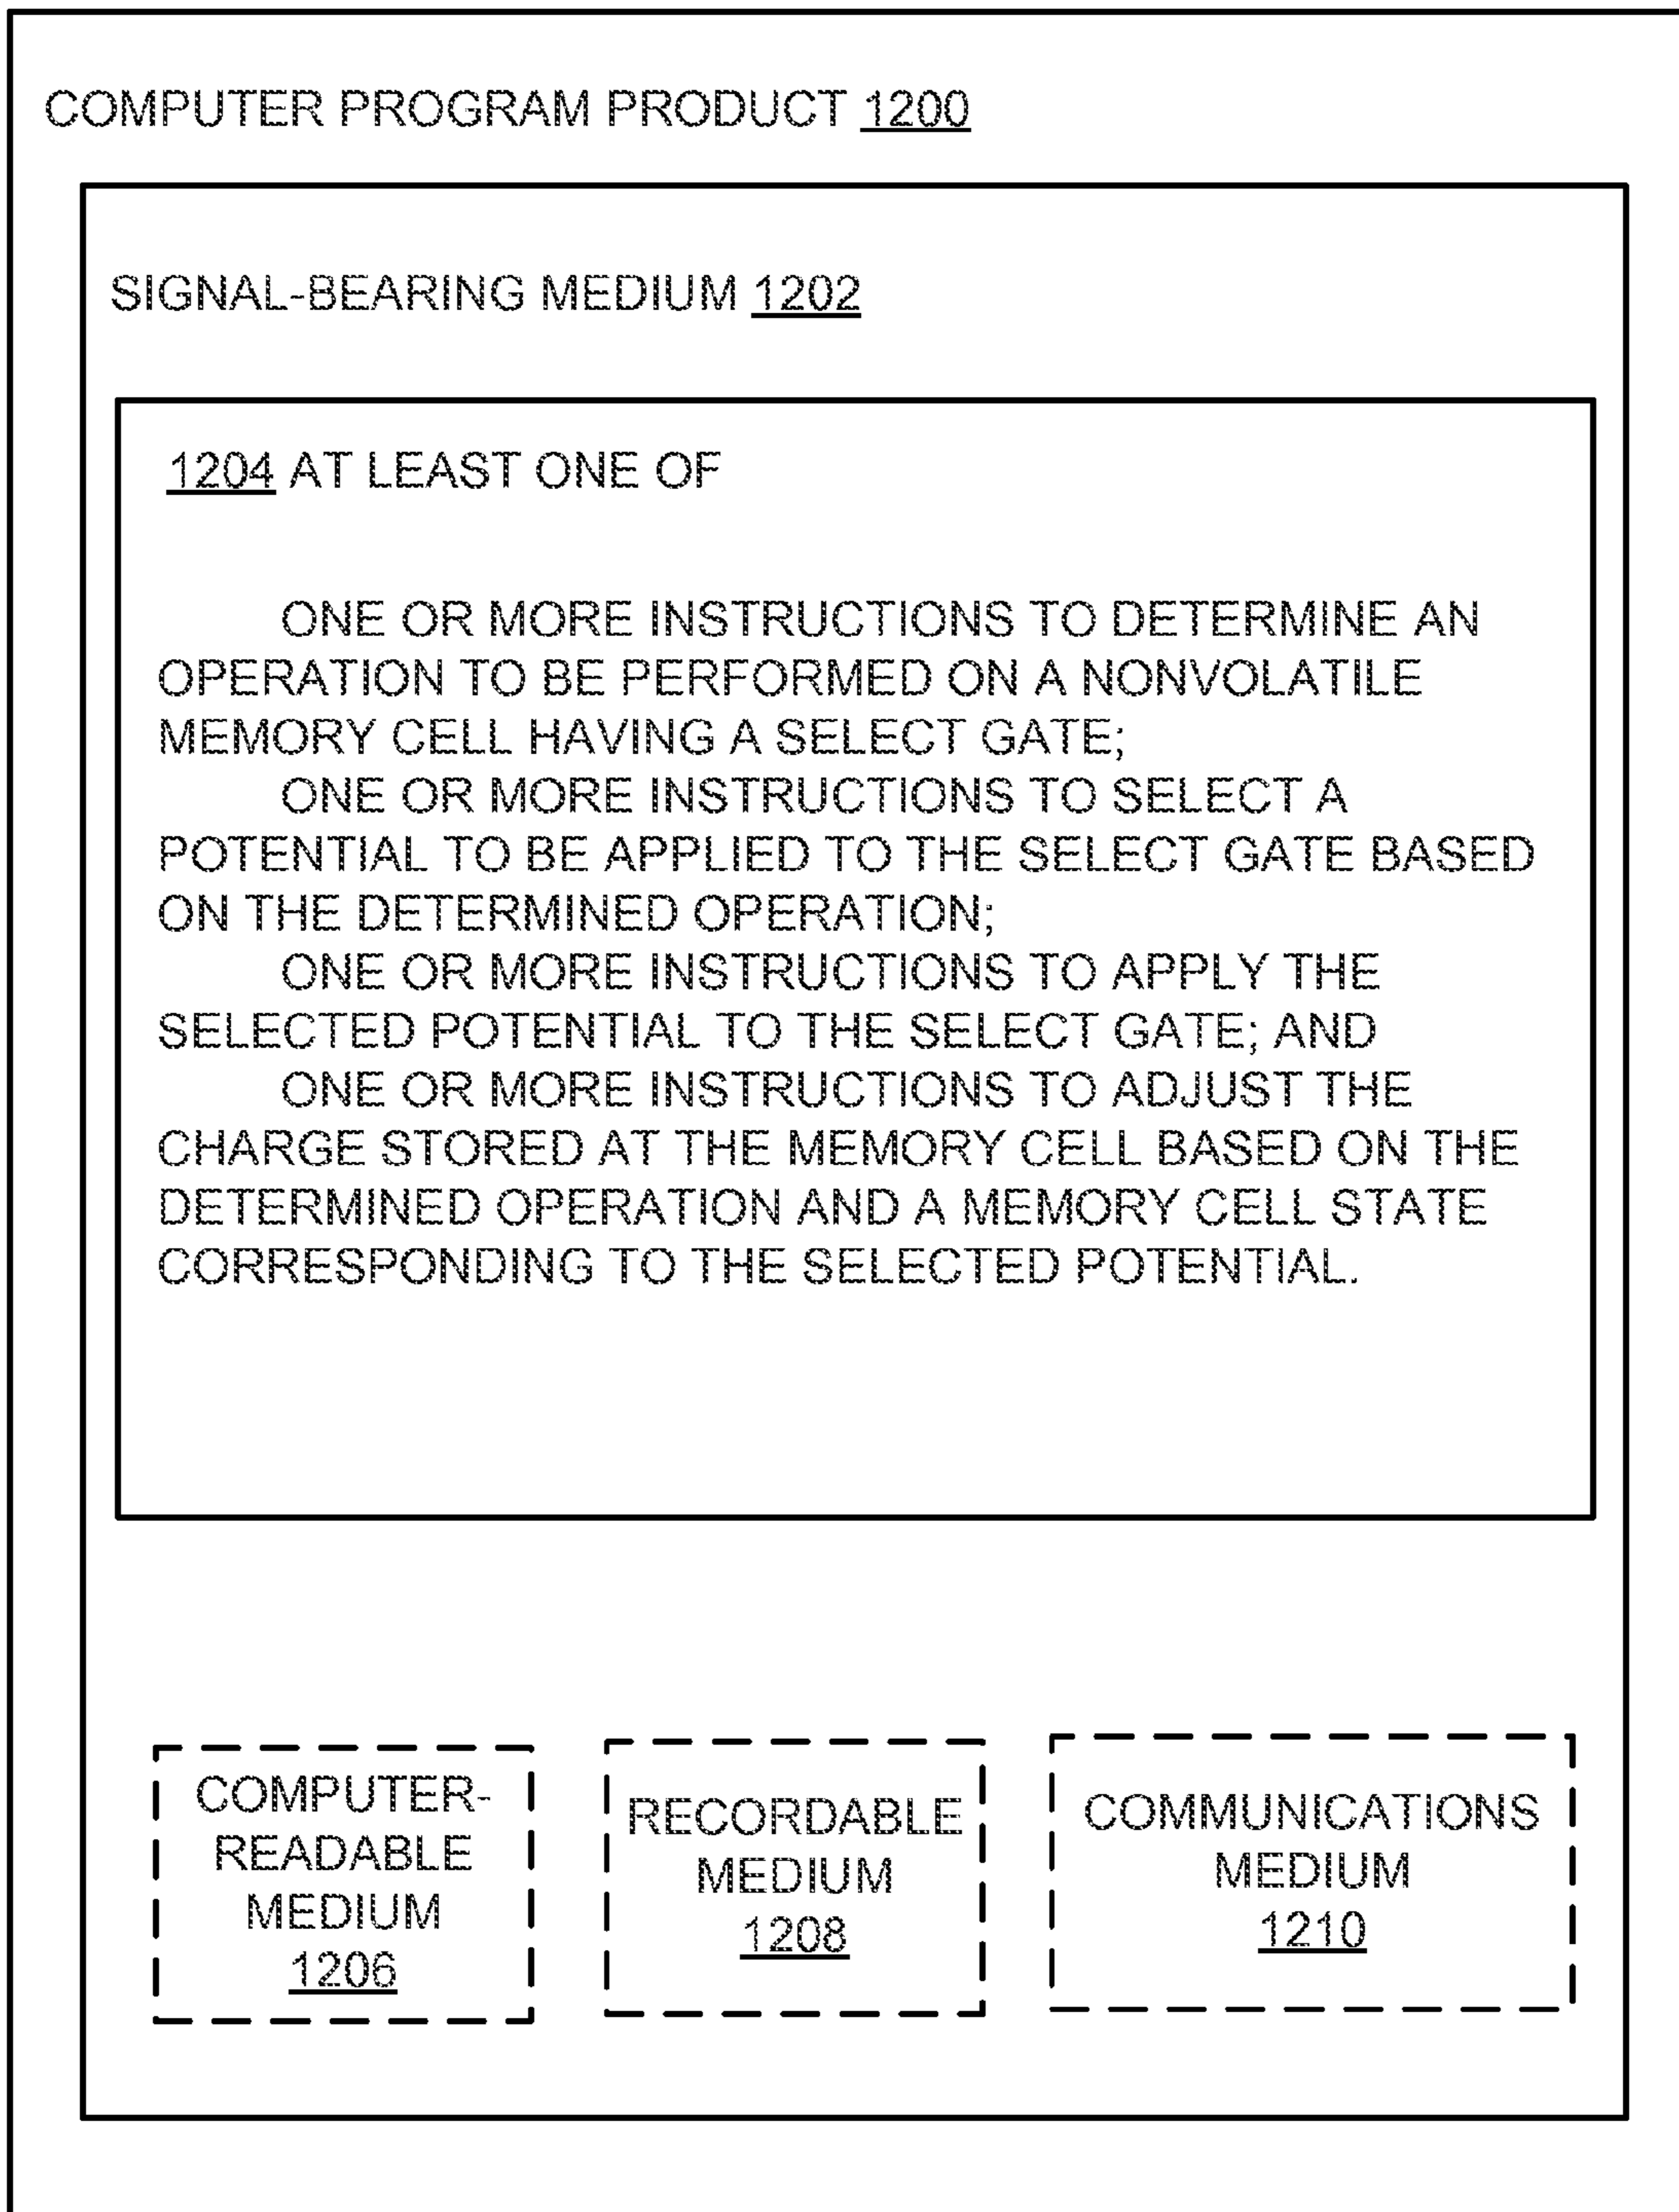 COMPUTER PROGRAM PRODUCT 1200
SIGNAL-BEARING MEDIUM 1202
1204 AT LEAST ONE OF
ONE OR MORE INSTRUCTIONS TO DETERMINE AN
OPERATION TO BE PERFORMED ON A NONVOLATILE
MEMORY CELL HAVING A SELECT GATE;
ONE OR MORE INSTRUCTIONS TO SELECT A
POTENTIAL TO BE APPLIED TO THE SELECT GATE BASED
ON THE DETERMINED OPERATION;
ONE OR MORE INSTRUCTIONS TO APPLY THE
SELECTED POTENTIAL TO THE SELECT GATE; AND
ONE OR MORE INSTRUCTIONS TO ADJUST THE
CHARGE STORED AT THE MEMORY CELL BASED ON THE
DETERMINED OPERATION AND A MEMORY CELL STATE
CORRESPONDING TO THE SELECTED POTENTIAL.
COMPUTER-
READABLE
MEDIUM
1206
RECORDABLE
MEDIUM
1208
COMMUNICATIONS
MEDIUM
1210